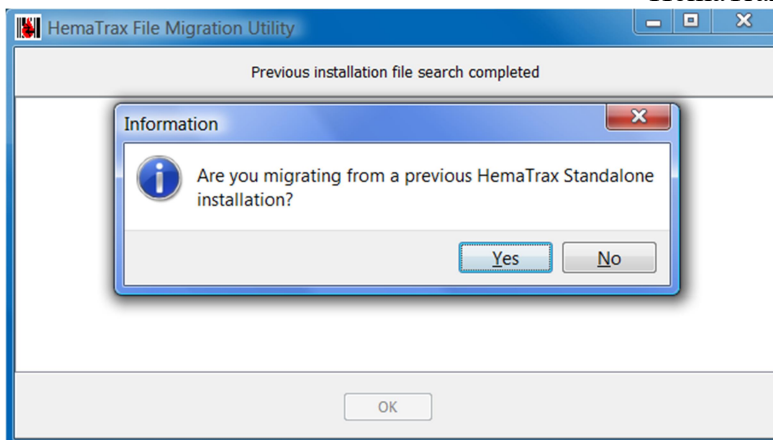 HemaTrax File Migration Utility
Previous installation file search completed
Information
Are you migrating from a previous HemaTrax Standalone
installation?
Yes
No
OK